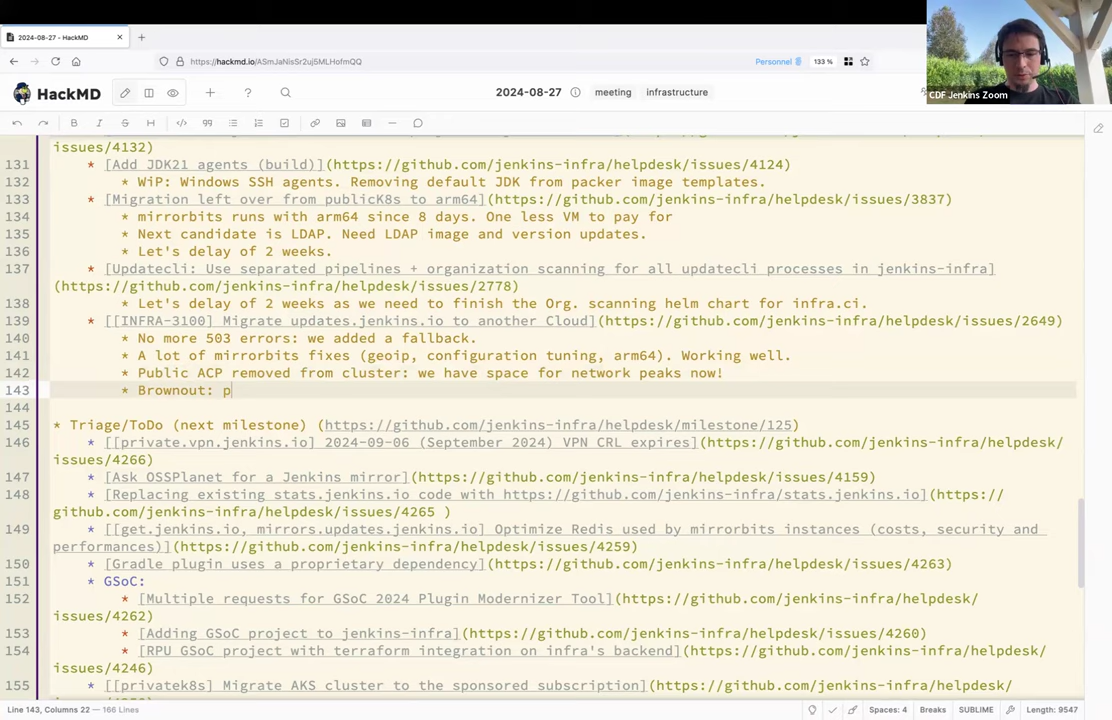 2024-08-27 - HackMD
https://hackmd.io/ASmJaNisSr2uj5MLHofmQQ
Personnel
133 %
CDF Jenkins Zoom
HackMD
2024-08-27
meeting
infrastructure
issues/4132)
131 * [Add JDK21 agents (build)](https://github.com/jenkins-infra/helpdesk/issues/4124)
132 * WiP: Windows SSH agents. Removing default JDK from packer image templates.
133 * [Migration left over from publicK8s to arm64](https://github.com/jenkins-infra/helpdesk/issues/3837)
134 * mirrorbits runs with arm64 since 8 days. One less VM to pay for
135 * Next candidate is LDAP. Need LDAP image and version updates.
136 * Let's delay of 2 weeks.
137 * [Updatecli: Use separated pipelines + organization scanning for all updatecli processes in jenkins-infra]
(https://github.com/jenkins-infra/helpdesk/issues/2778)
138 * Let's delay of 2 weeks as we need to finish the Org. scanning helm chart for infra.ci.
139 * [[INFRA-3100] Migrate updates.jenkins.io to another Cloud](https://github.com/jenkins-infra/helpdesk/issues/2649)
140 * No more 503 errors: we added a fallback.
141 * A lot of mirrorbits fixes (geoip, configuration tuning, arm64). Working well.
142 * Public ACP removed from cluster: we have space for network peaks now!
143 * Brownout: p
144
145 * Triage/ToDo (next milestone) (https://github.com/jenkins-infra/helpdesk/milestone/125)
146 * [[private.vpn.jenkins.io] 2024-09-06 (September 2024) VPN CRL expires](https://github.com/jenkins-infra/helpdesk/
issues/4266)
147 * [Ask OSSPlanet for a Jenkins mirror](https://github.com/jenkins-infra/helpdesk/issues/4159)
148 * [Replacing existing stats.jenkins.io code with https://github.com/jenkins-infra/stats.jenkins.io](https://
github.com/jenkins-infra/helpdesk/issues/4265 )
149 * [[get.jenkins.io, mirrors.updates.jenkins.io] Optimize Redis used by mirrorbits instances (costs, security and
performances)](https://github.com/jenkins-infra/helpdesk/issues/4259)
150 * [Gradle plugin uses a proprietary dependency](https://github.com/jenkins-infra/helpdesk/issues/4263)
151 * GSoC:
152 * [Multiple requests for GSoC 2024 Plugin Modernizer Tool](https://github.com/jenkins-infra/helpdesk/
issues/4262)
153 * [Adding GSoC project to jenkins-infra](https://github.com/jenkins-infra/helpdesk/issues/4260)
154 * [RPU GSoC project with terraform integration on infra's backend](https://github.com/jenkins-infra/helpdesk/
issues/4246)
155 * [[privatek8s] Migrate AKS cluster to the sponsored subscription](https://github.com/jenkins-infra/helpdesk/
Line 143, Columns 22 — 166 Lines
Spaces: 4
Breaks
SUBLIME
Length: 9547